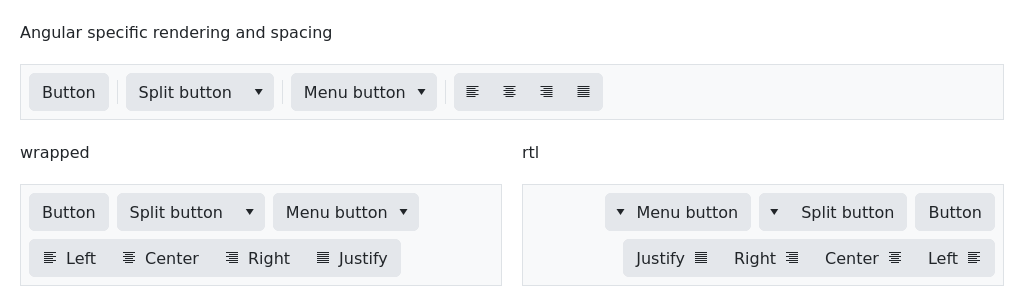 Angular specific rendering and spacing
Button Split button Menu button
wrapped
Button Split button Menu button
Left Center Right Justify
rtl
Menu button Split button Button
Justify Right Center Left